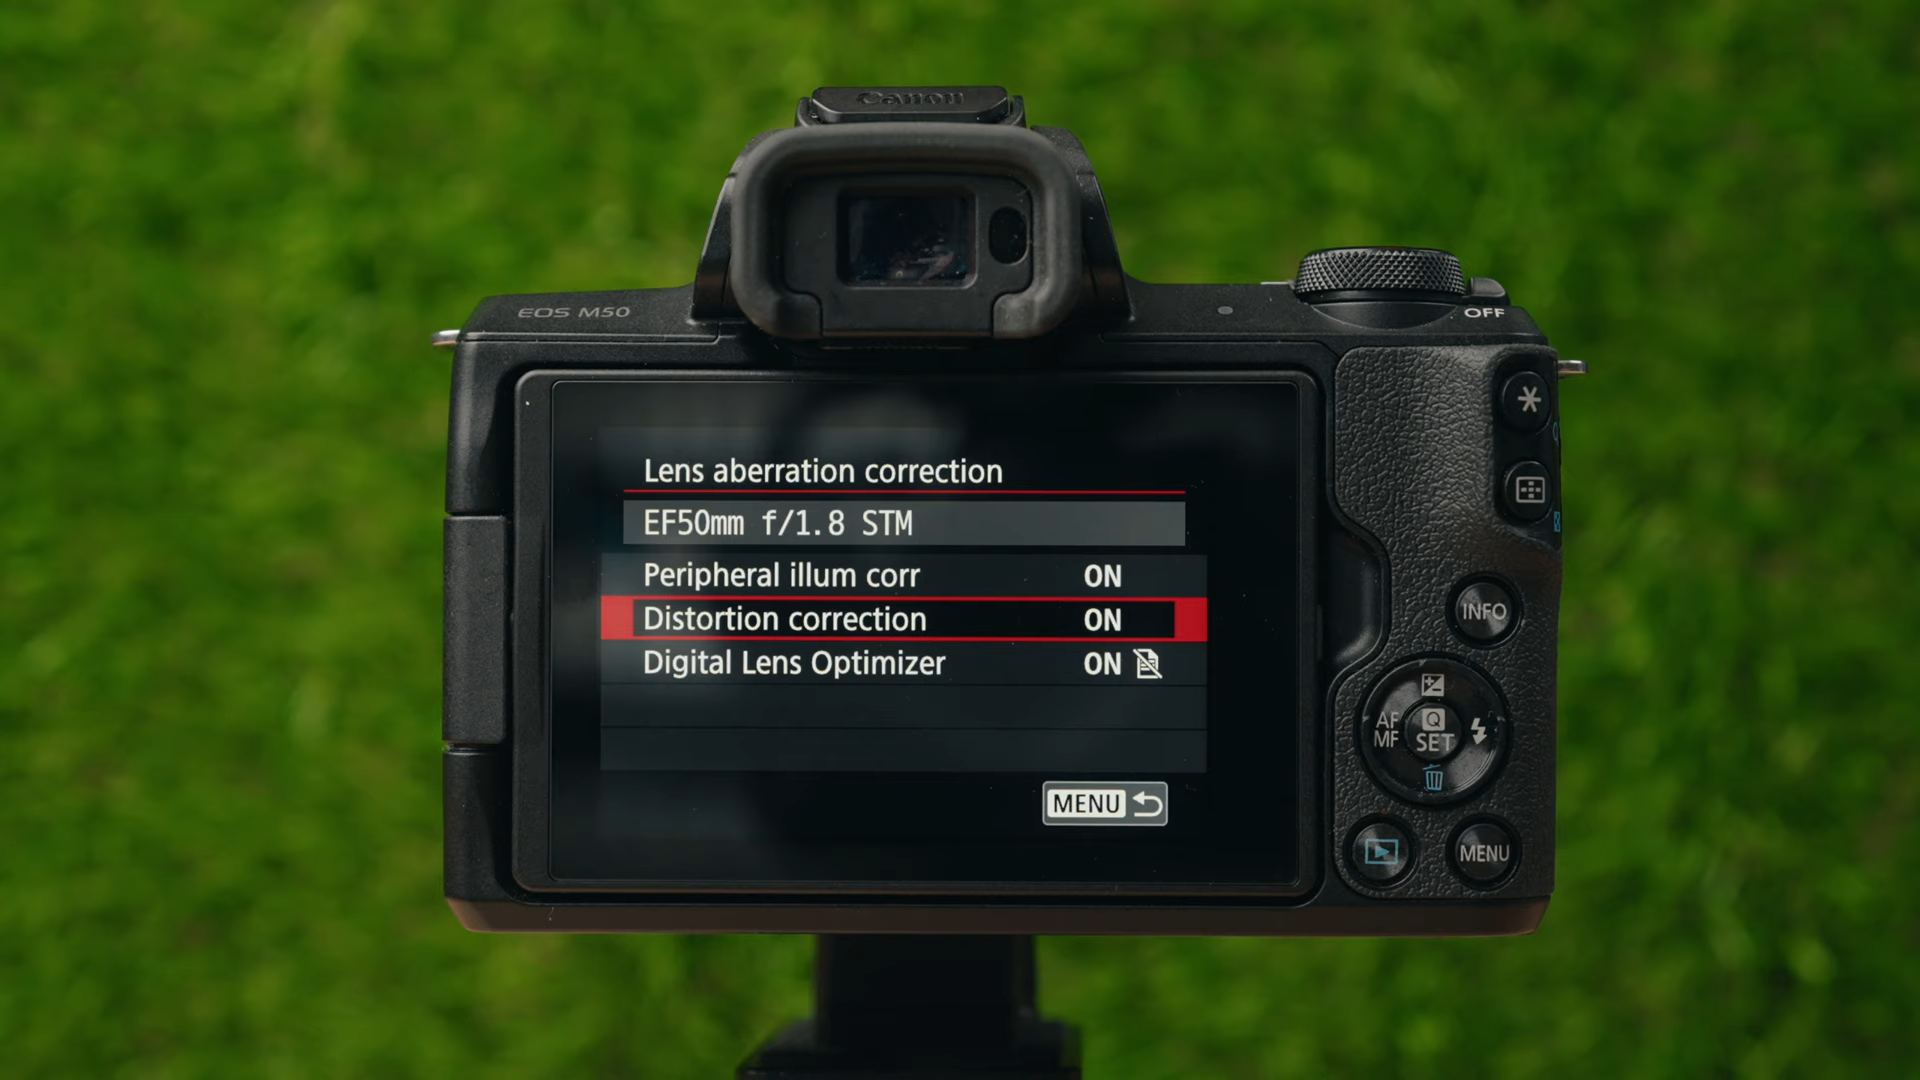 Canon
EOS M50
OFF
Lens aberration correction
EF50mm f/1.8 STM
Peripheral illum corr ON
Distortion correction ON
Digital Lens Optimizer ON
MENU
INFO
AF
MF
Q
SET
MENU